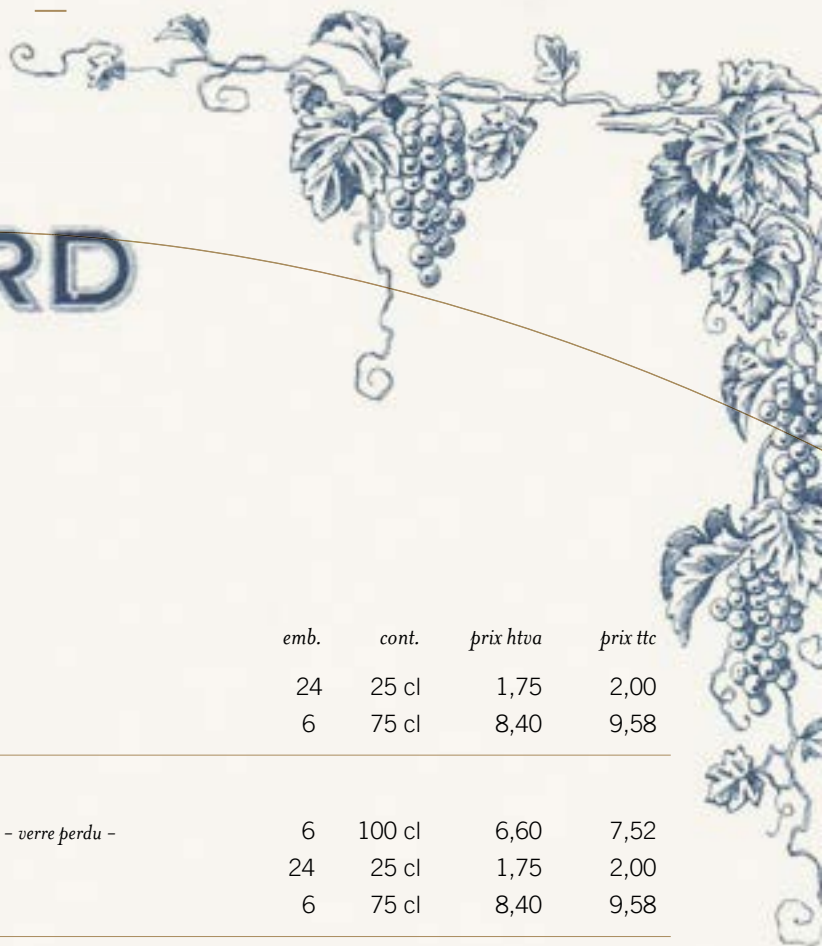 RD
emb. cont. prix htva prix ttc
24 25 cl 1,75 2,00
6 75 cl 8,40 9,58
– verre perdu – 6 100 cl 6,60 7,52
24 25 cl 1,75 2,00
6 75 cl 8,40 9,58